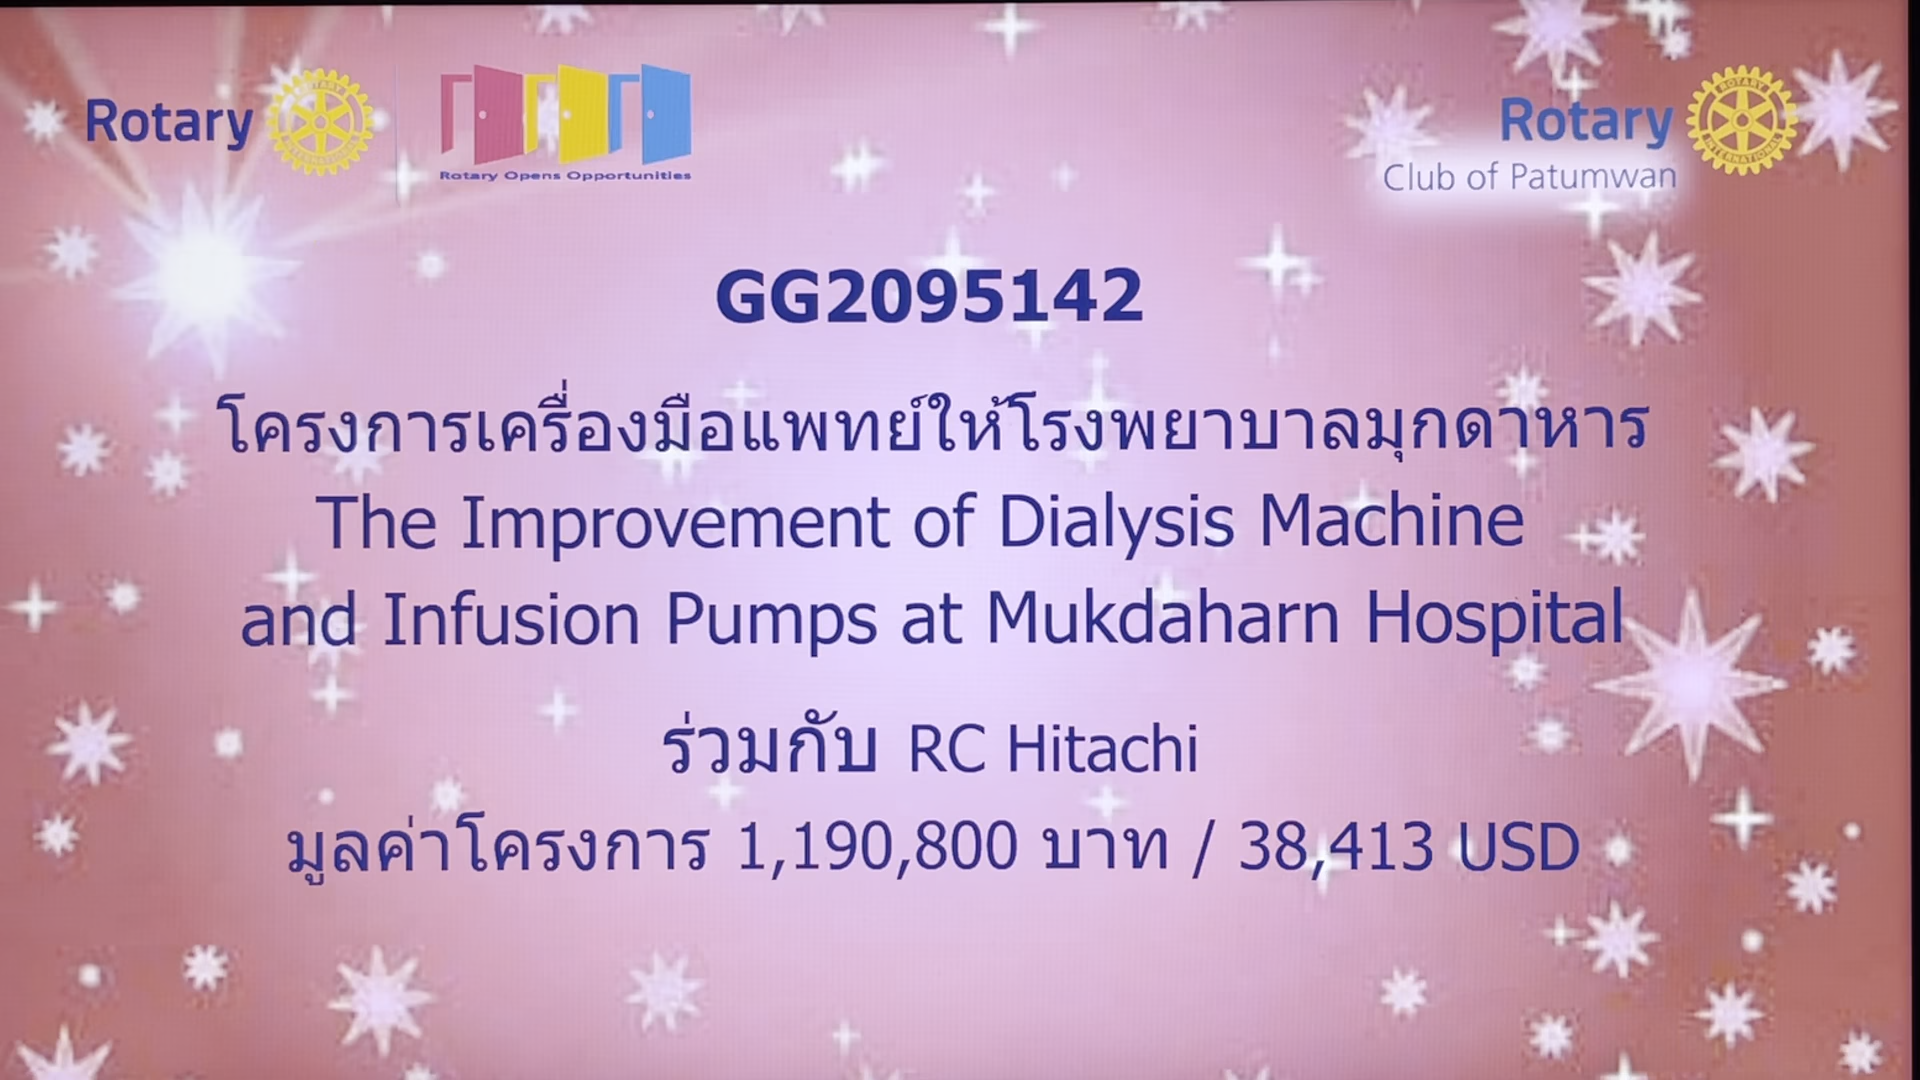 Rotary
ROTARY INTERNATIONAL
Rotary Opens Opportunities
Rotary
Club of Patumwan
ROTARY INTERNATIONAL
GG2095142
โครงการเครื่องมือแพทย์ให้โรงพยาบาลมุกดาหาร
The Improvement of Dialysis Machine
and Infusion Pumps at Mukdaharn Hospital
ร่วมกับ RC Hitachi
มูลค่าโครงการ 1,190,800 บาท / 38,413 USD